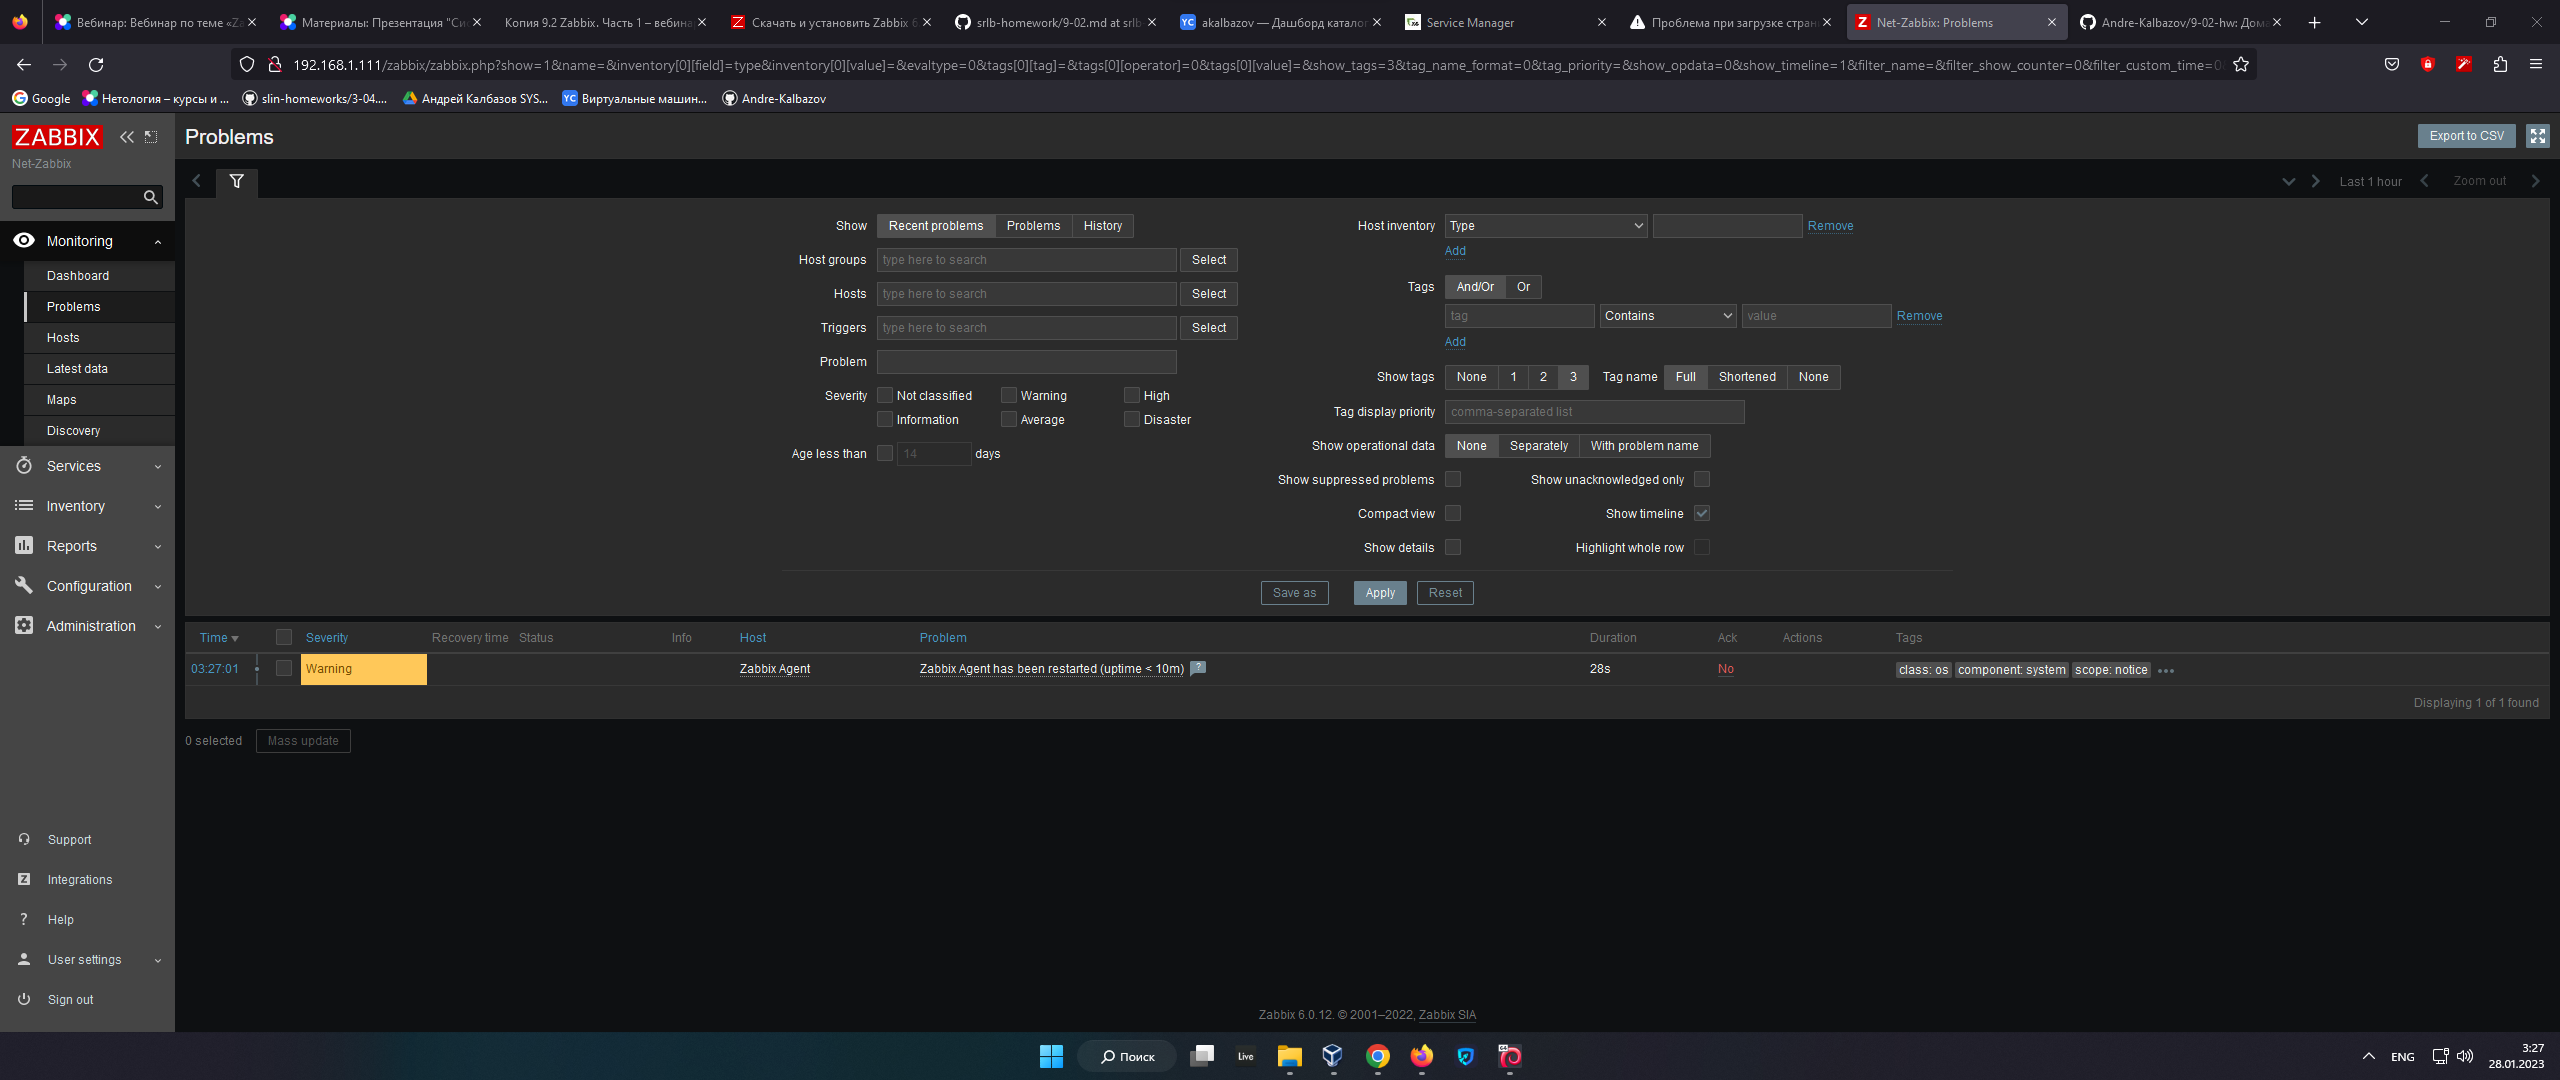 Вебинар: Вебинар по теме «Za
Материалы: Презентация "Сис
Копия 9.2 Zabbix. Часть 1 – вебина
Скачать и установить Zabbix 6
srlb-homework/9-02.md at srlb-
akalbazov — Дашборд каталог
Service Manager
Проблема при загрузке стран
Net-Zabbix: Problems
Andre-Kalbazov/9-02-hw: Дома
192.168.1.111/zabbix/zabbix.php?show=1&name=&inventory[0][field]=type&inventory[0][value]=&evaltype=0&tags[0][tag]=&tags[0][operator]=0&tags[0][value]=&show_tags=3&tag_name_format=0&tag_priority=&show_opdata=0&show_timeline=1&filter_name=&filter_show_counter=0&filter_custom_time=0
Google
Нетология – курсы и ...
slin-homeworks/3-04....
Андрей Калбазов SYS...
Виртуальные машин...
Andre-Kalbazov
ZABBIX
Net-Zabbix
Problems
Export to CSV
Last 1 hour
Zoom out
Monitoring
Dashboard
Problems
Hosts
Latest data
Maps
Discovery
Services
Inventory
Reports
Configuration
Administration
Support
Integrations
Help
User settings
Sign out
Show Recent problems Problems History
Host groups type here to search Select
Hosts type here to search Select
Triggers type here to search Select
Problem
Severity Not classified Warning High
Information Average Disaster
Age less than 14 days
Host inventory Type Remove
Add
Tags And/Or Or
tag Contains value Remove
Add
Show tags None 1 2 3 Tag name Full Shortened None
Tag display priority comma-separated list
Show operational data None Separately With problem name
Show suppressed problems Show unacknowledged only
Compact view Show timeline
Show details Highlight whole row
Save as Apply Reset
Time Severity Recovery time Status Info Host Problem Duration Ack Actions Tags
03:27:01 Warning Zabbix Agent Zabbix Agent has been restarted (uptime < 10m) ? 28s No class: os component: system scope: notice
Displaying 1 of 1 found
0 selected Mass update
Zabbix 6.0.12. © 2001–2022, Zabbix SIA
Поиск
Live
ENG
3:27
28.01.2023